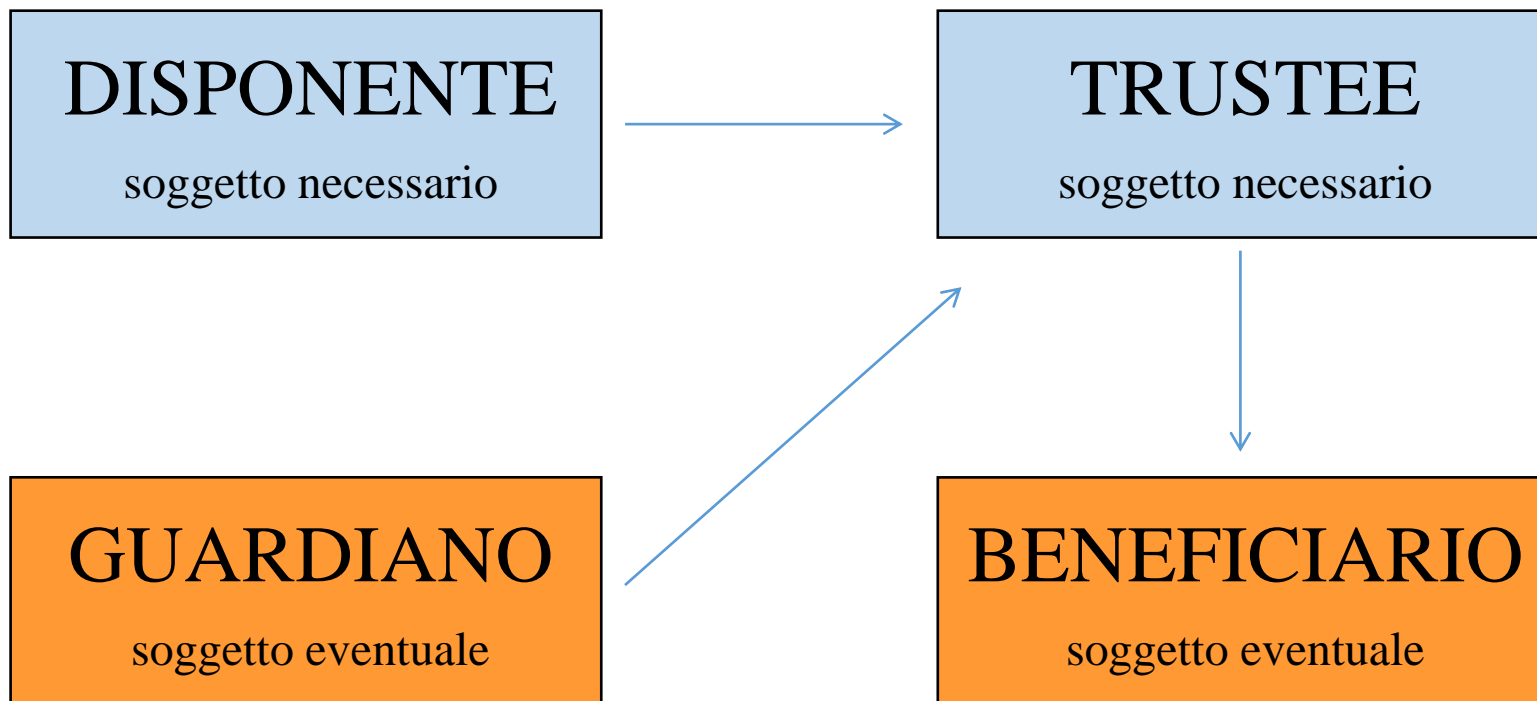 DISPONENTE
soggetto necessario
TRUSTEE
soggetto necessario
GUARDIANO
soggetto eventuale
BENEFICIARIO
soggetto eventuale